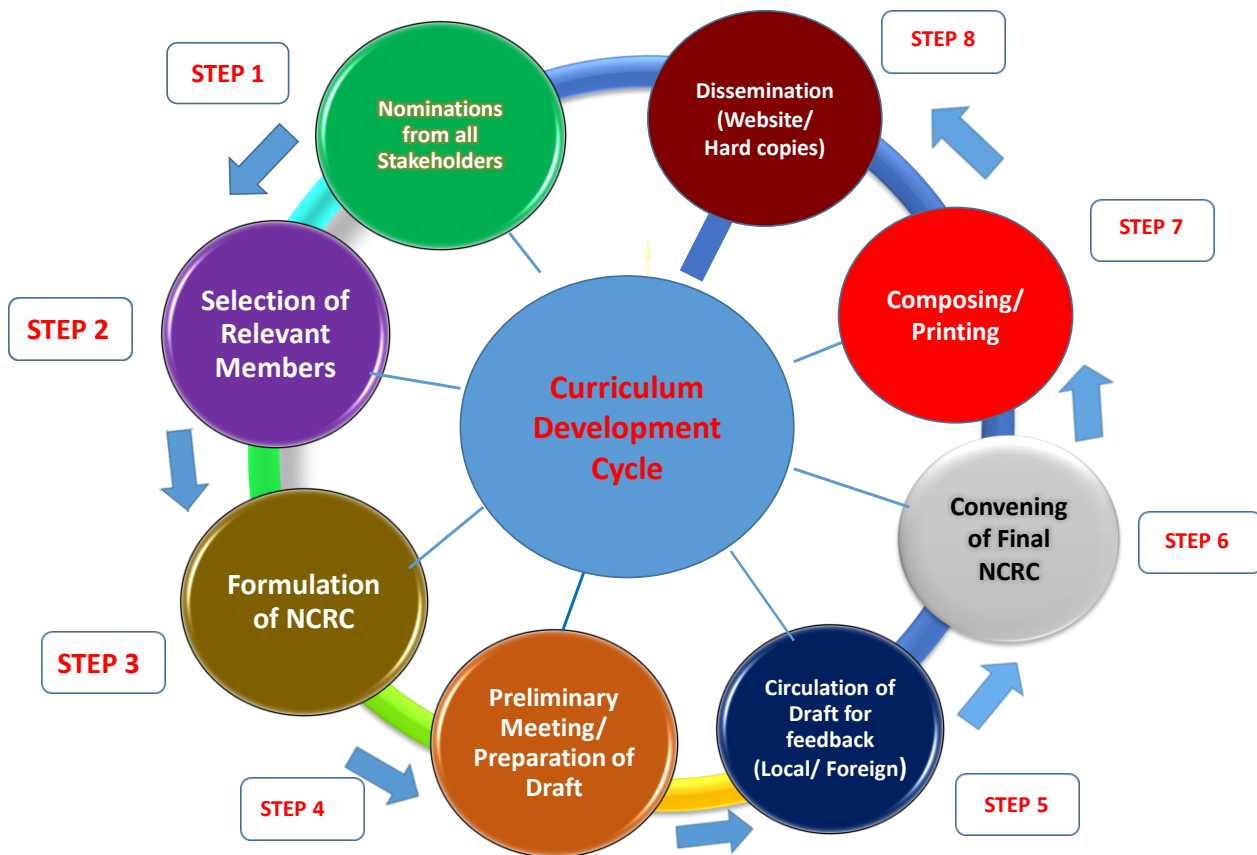 STEP 1
Nominations
from all
Stakeholders
STEP 2
Selection of
Relevant
Members
STEP 3
Formulation
of NCRC
STEP 4
Preliminary
Meeting/
Preparation of
Draft
STEP 5
Circulation of
Draft for
feedback
(Local/ Foreign)
STEP 6
Convening
of Final
NCRC
STEP 7
Composing/
Printing
STEP 8
Dissemination
(Website/
Hard copies)
Curriculum
Development
Cycle